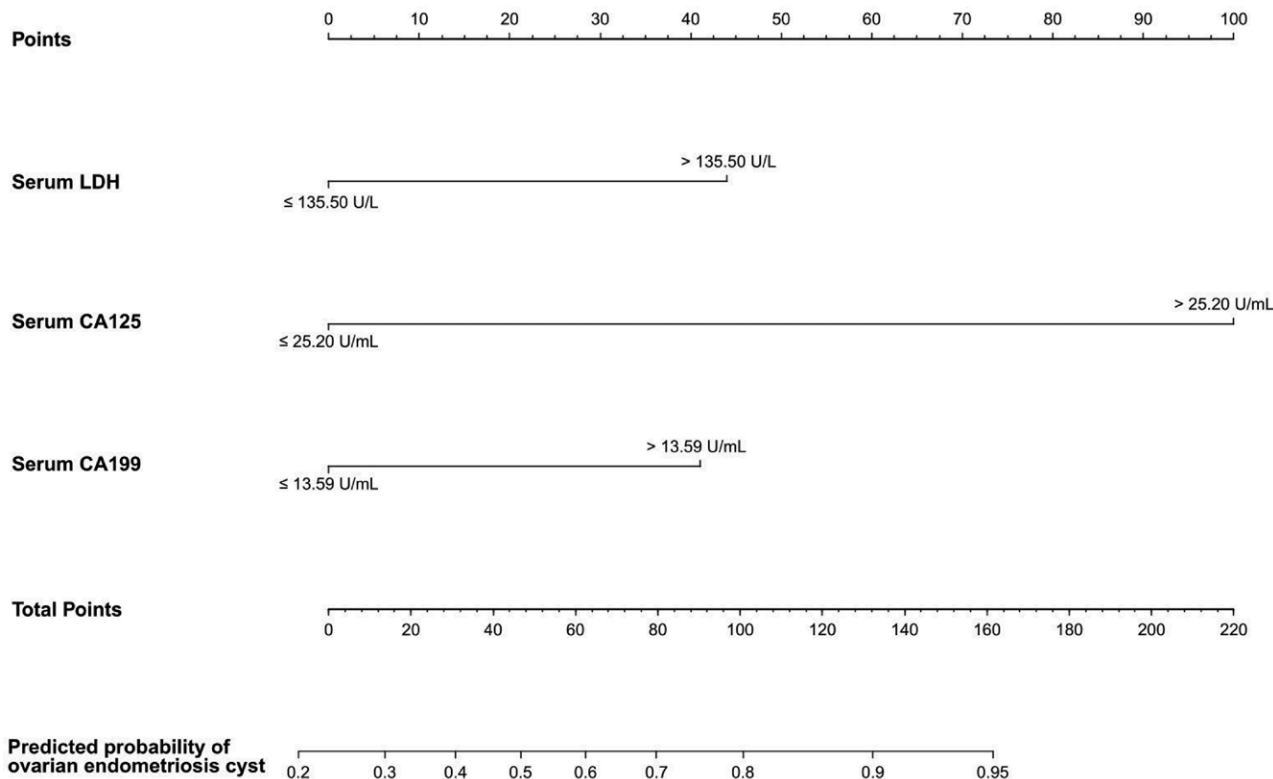 0 10 20 30 40 50 60 70 80 90 100
Points
> 135.50 U/L
Serum LDH
≤ 135.50 U/L
> 25.20 U/mL
Serum CA125
≤ 25.20 U/mL
> 13.59 U/mL
Serum CA199
≤ 13.59 U/mL
Total Points
0 20 40 60 80 100 120 140 160 180 200 220
Predicted probability of
ovarian endometriosis cyst
0.2 0.3 0.4 0.5 0.6 0.7 0.8 0.9 0.95